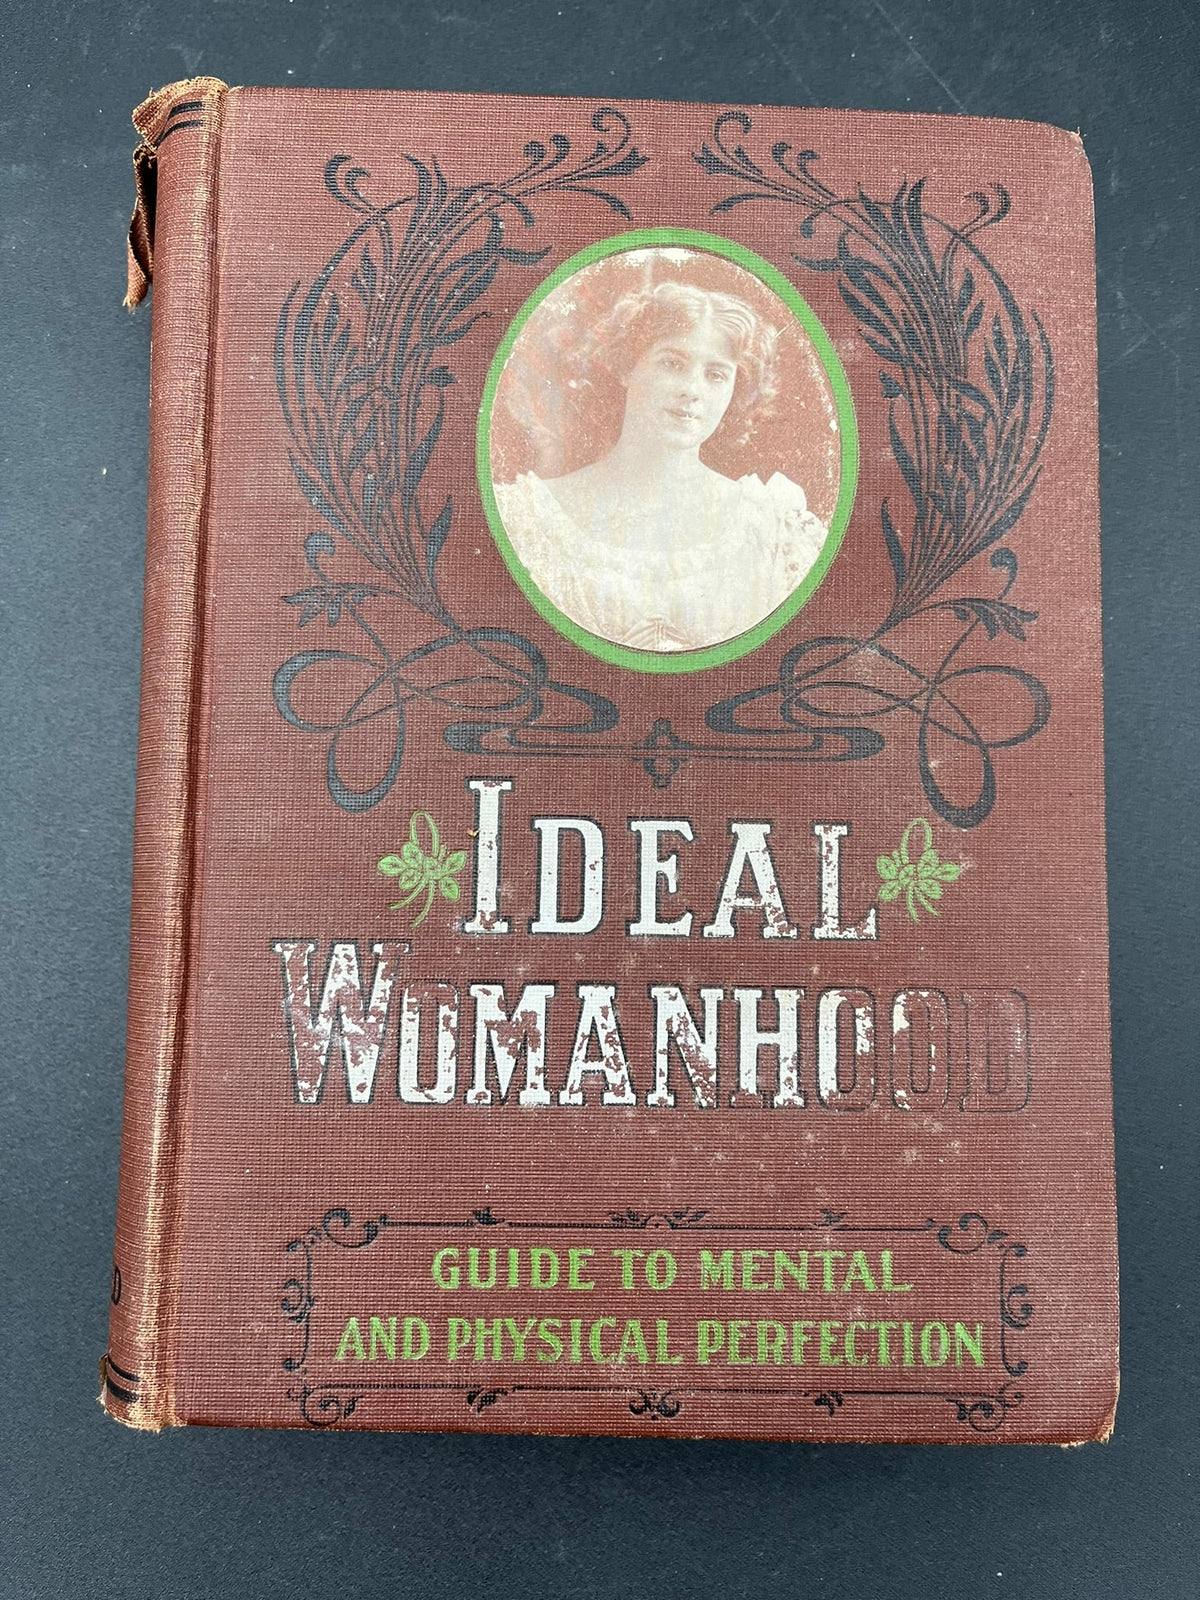 IDEAL
WOMANHOOD
GUIDE TO MENTAL
AND PHYSICAL PERFECTION